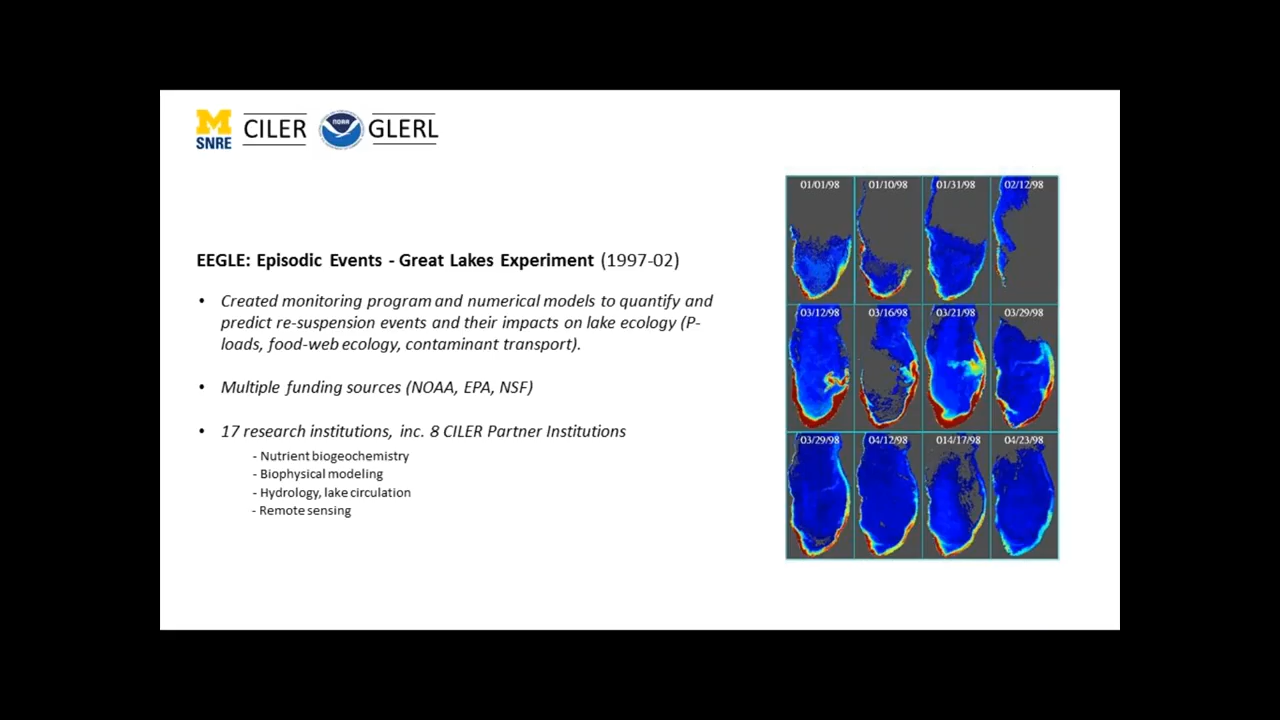 M
SNRE
CILER
NOAA
GLERL
EEGLE: Episodic Events - Great Lakes Experiment (1997-02)
• Created monitoring program and numerical models to quantify and
predict re-suspension events and their impacts on lake ecology (P-
loads, food-web ecology, contaminant transport).
• Multiple funding sources (NOAA, EPA, NSF)
• 17 research institutions, inc. 8 CILER Partner Institutions
- Nutrient biogeochemistry
- Biophysical modeling
- Hydrology, lake circulation
- Remote sensing
01/01/98 01/10/98 01/31/98 02/12/98
03/12/98 03/16/98 03/21/98 03/29/98
03/29/98 04/12/98 014/17/98 04/23/98